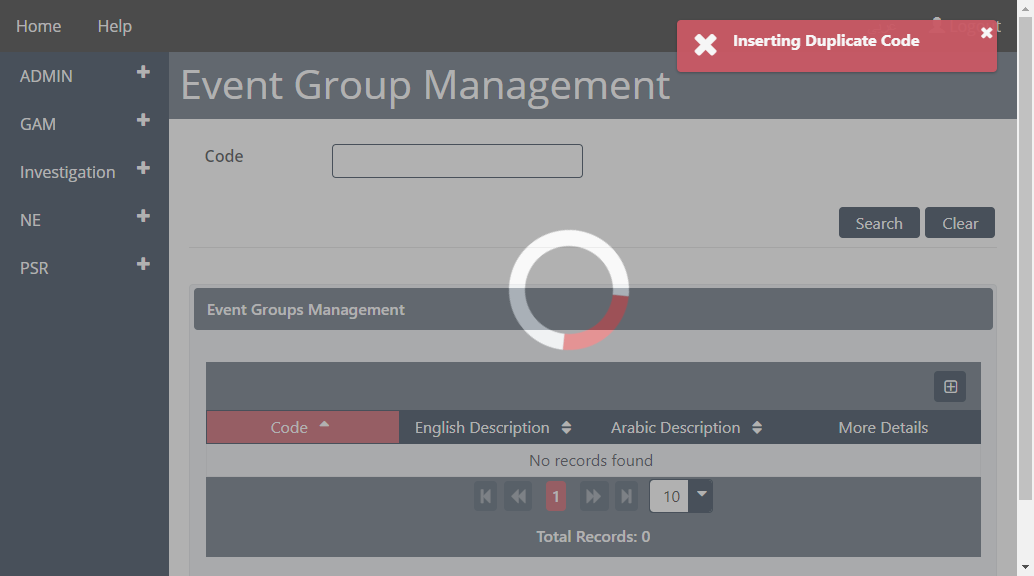 Home Help Logout
Inserting Duplicate Code
ADMIN
GAM
Investigation
NE
PSR
Event Group Management
Code
Search Clear
Event Groups Management
Code English Description Arabic Description More Details
No records found
1 10
Total Records: 0